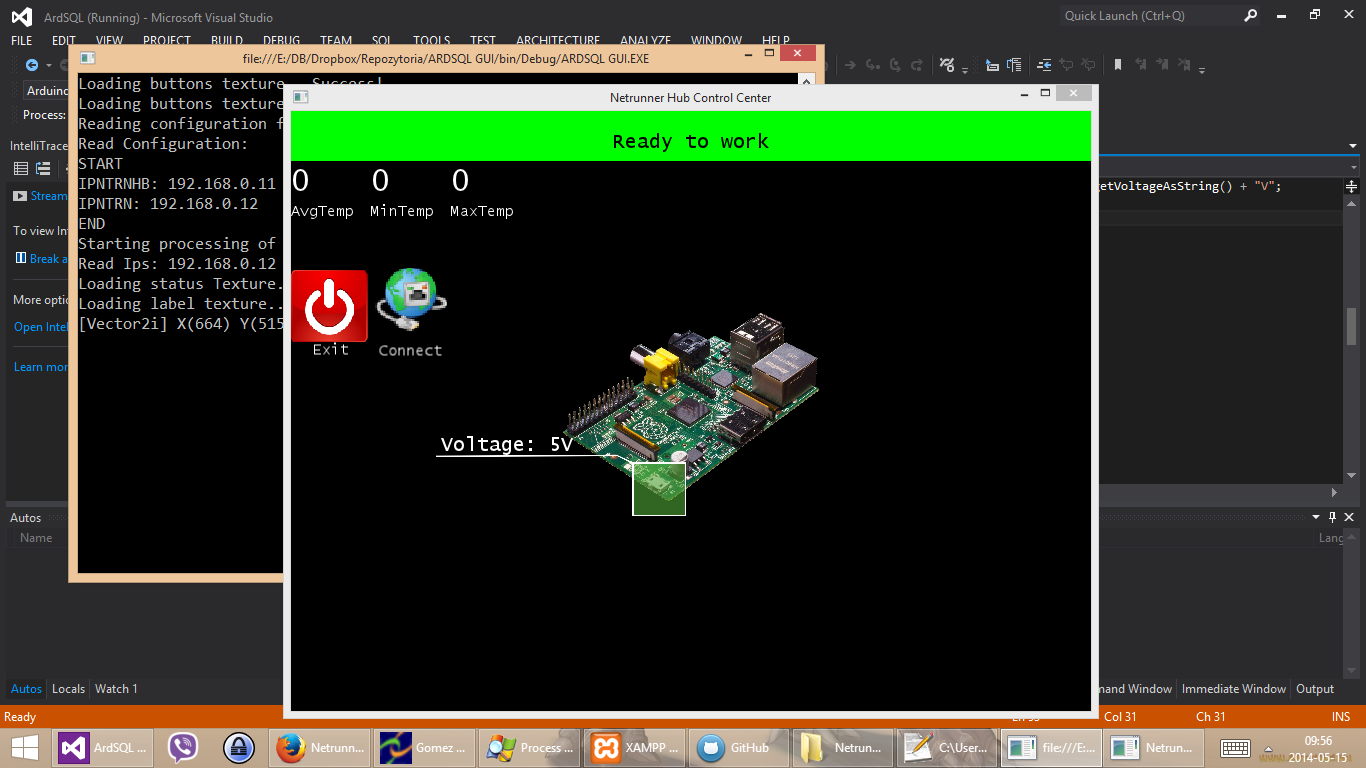 ArdSQL (Running) - Microsoft Visual Studio
Quick Launch (Ctrl+Q)
FILE EDIT VIEW PROJECT BUILD DEBUG TEAM SQL TOOLS TEST ARCHITECTURE ANALYZE WINDOW HELP
file:///E:/DB/Dropbox/Repozytoria/ARDSQL GUI/bin/Debug/ARDSQL GUI.EXE
Loading buttons texture...Success!
Arduino
Loading buttons texture
Netrunner Hub Control Center
Process:
Reading configuration f
Ready to work
IntelliTrace
Read Configuration:
START
IPNTRNHB: 192.168.0.11
IPNTRN: 192.168.0.12
END
Starting processing of
Read Ips: 192.168.0.12
Loading status Texture.
Loading label texture..
[Vector2i] X(664) Y(515
0 0 0
AvgTemp MinTemp MaxTemp
etVoltageAsString() + "V";
Stream
To view Int
Break a
More optio
Open Intel
Learn mor
Exit
Connect
Voltage: 5V
Autos
Name
Lang
Autos Locals Watch 1
mand Window Immediate Window Output
Ready
Col 31
Ch 31
INS
ArdSQL ...
Netrunn...
Gomez ...
Process ...
XAMPP ...
GitHub
Netrun...
C:\User...
file:///E:...
Netrun...
09:56
2014-05-15